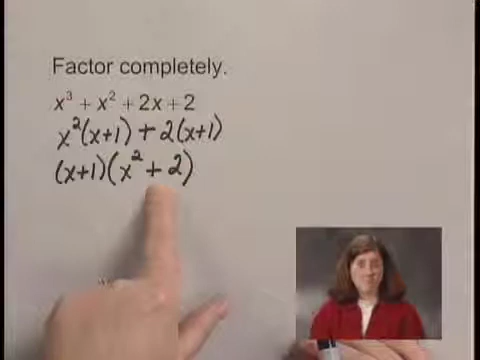 Factor completely.
x³ + x² + 2x + 2
x²(x+1) + 2(x+1)
(x+1)(x² + 2)